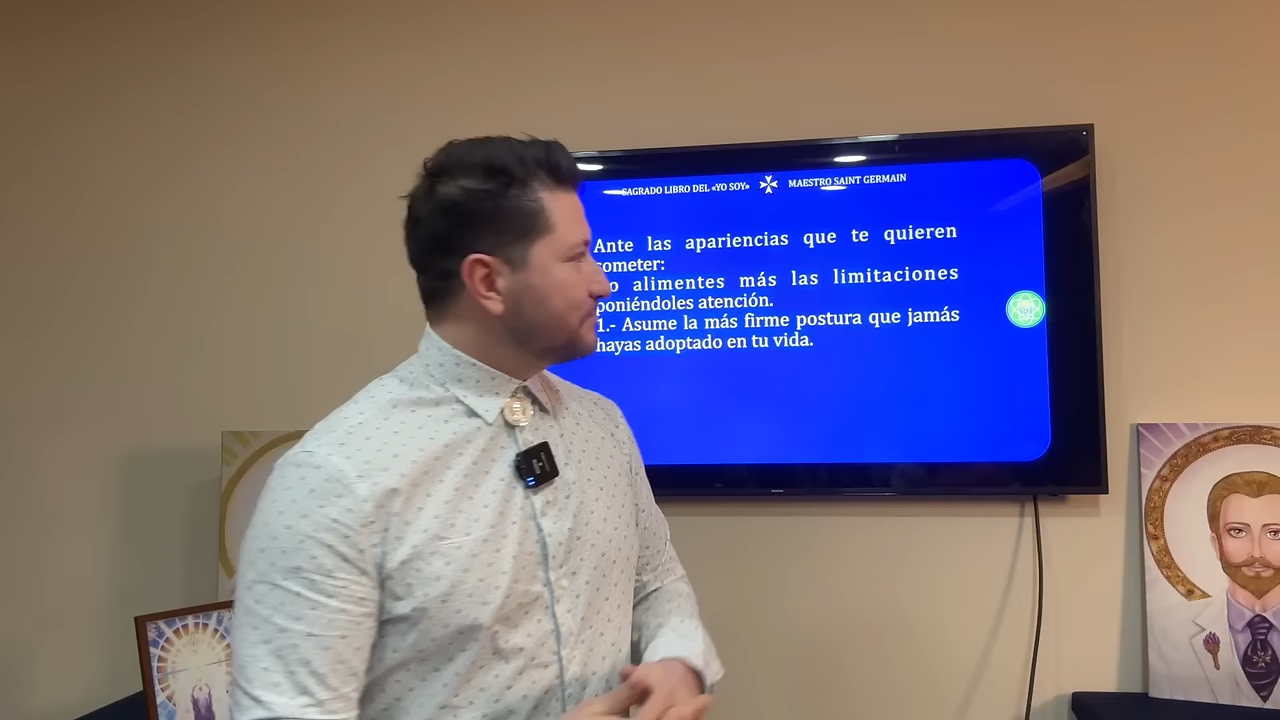 SAGRADO LIBRO DEL «YO SOY» MAESTRO SAINT GERMAIN
Ante las apariencias que te quieren
someter:
alimentes más las limitaciones
poniéndoles atención.
1.- Asume la más firme postura que jamás
hayas adoptado en tu vida.